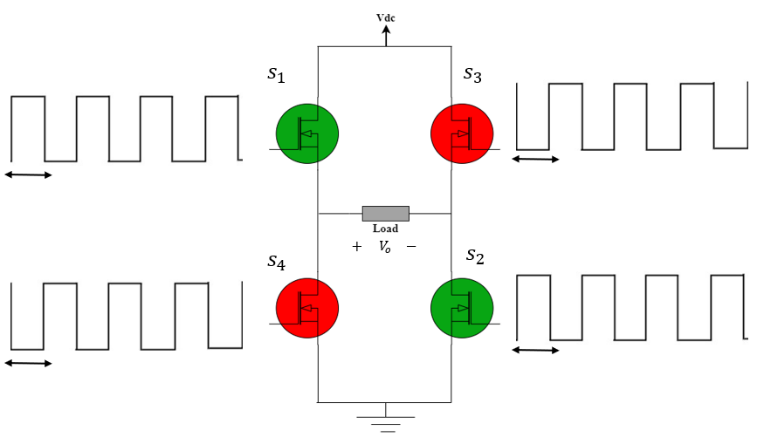 Vdc
S1
S3
Load
+ Vo −
S4
S2